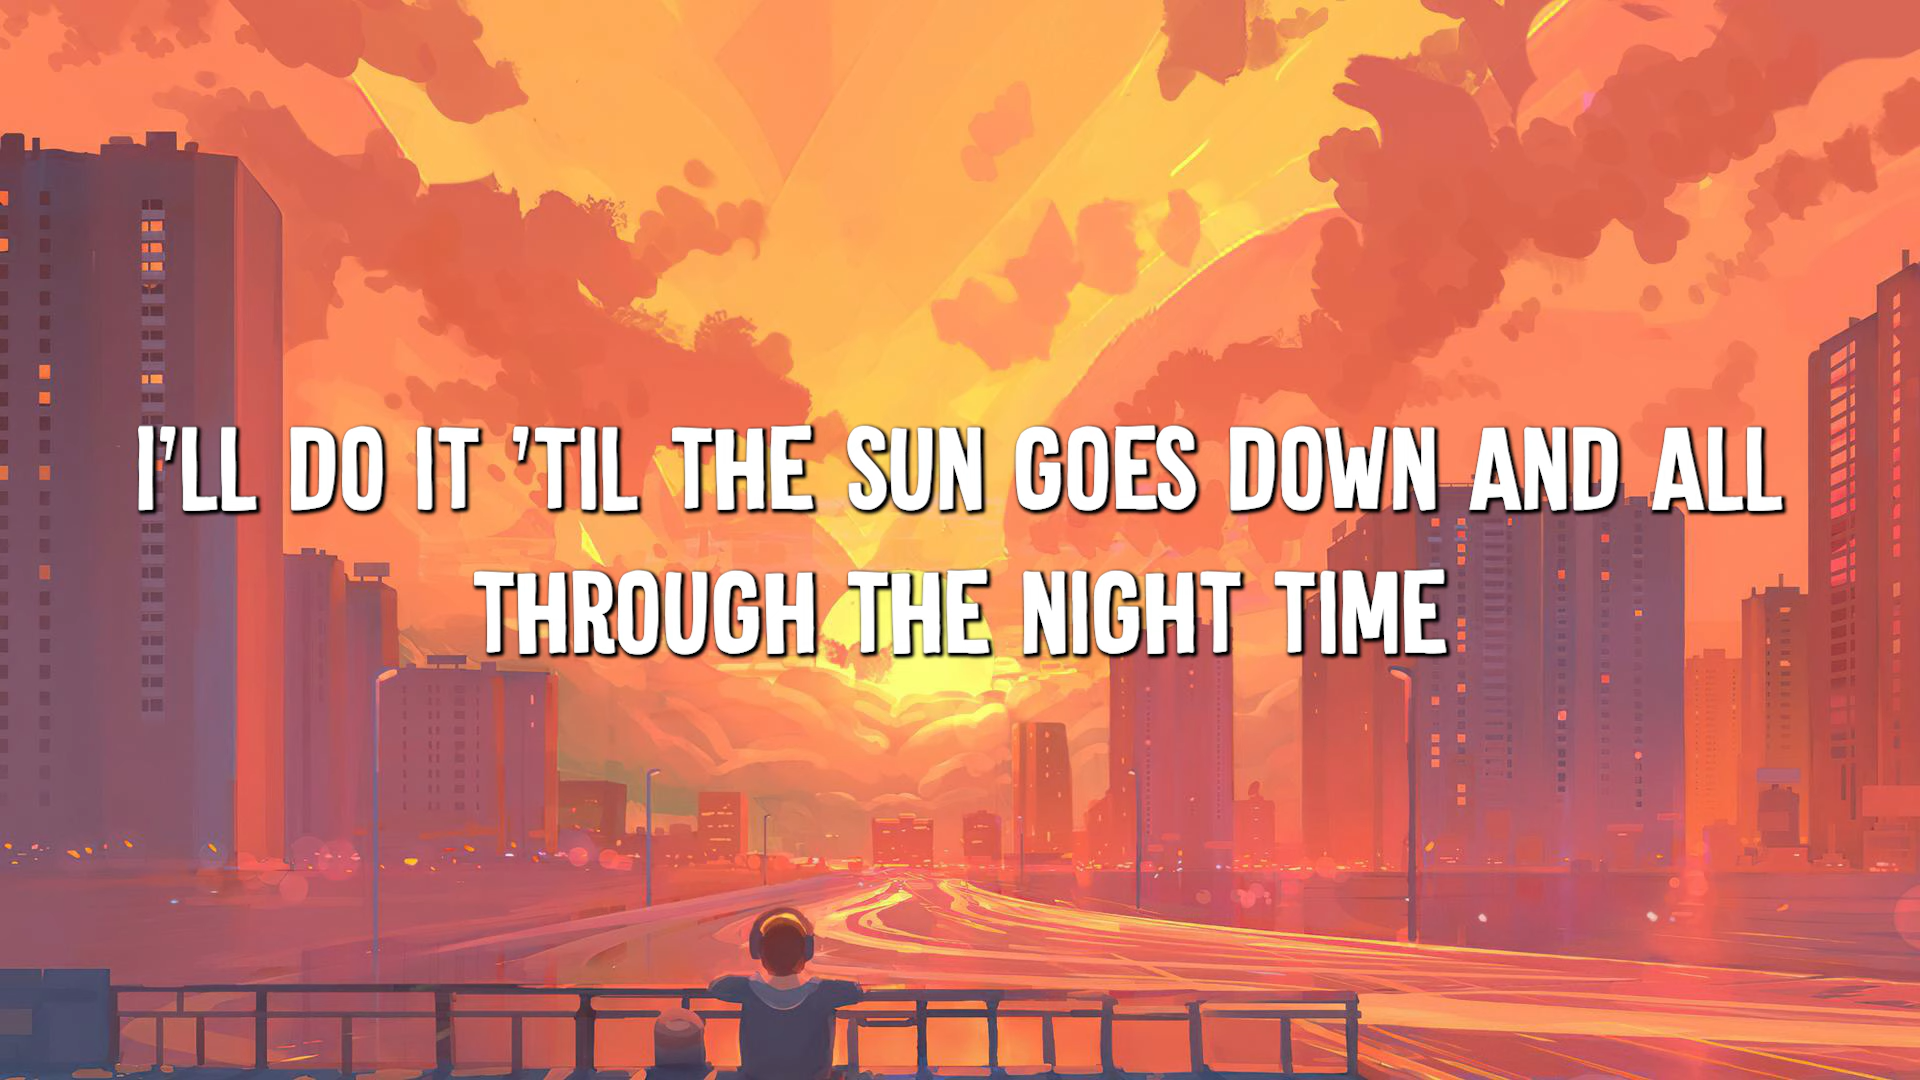 I'LL DO IT 'TIL THE SUN GOES DOWN AND ALL
THROUGH THE NIGHT TIME